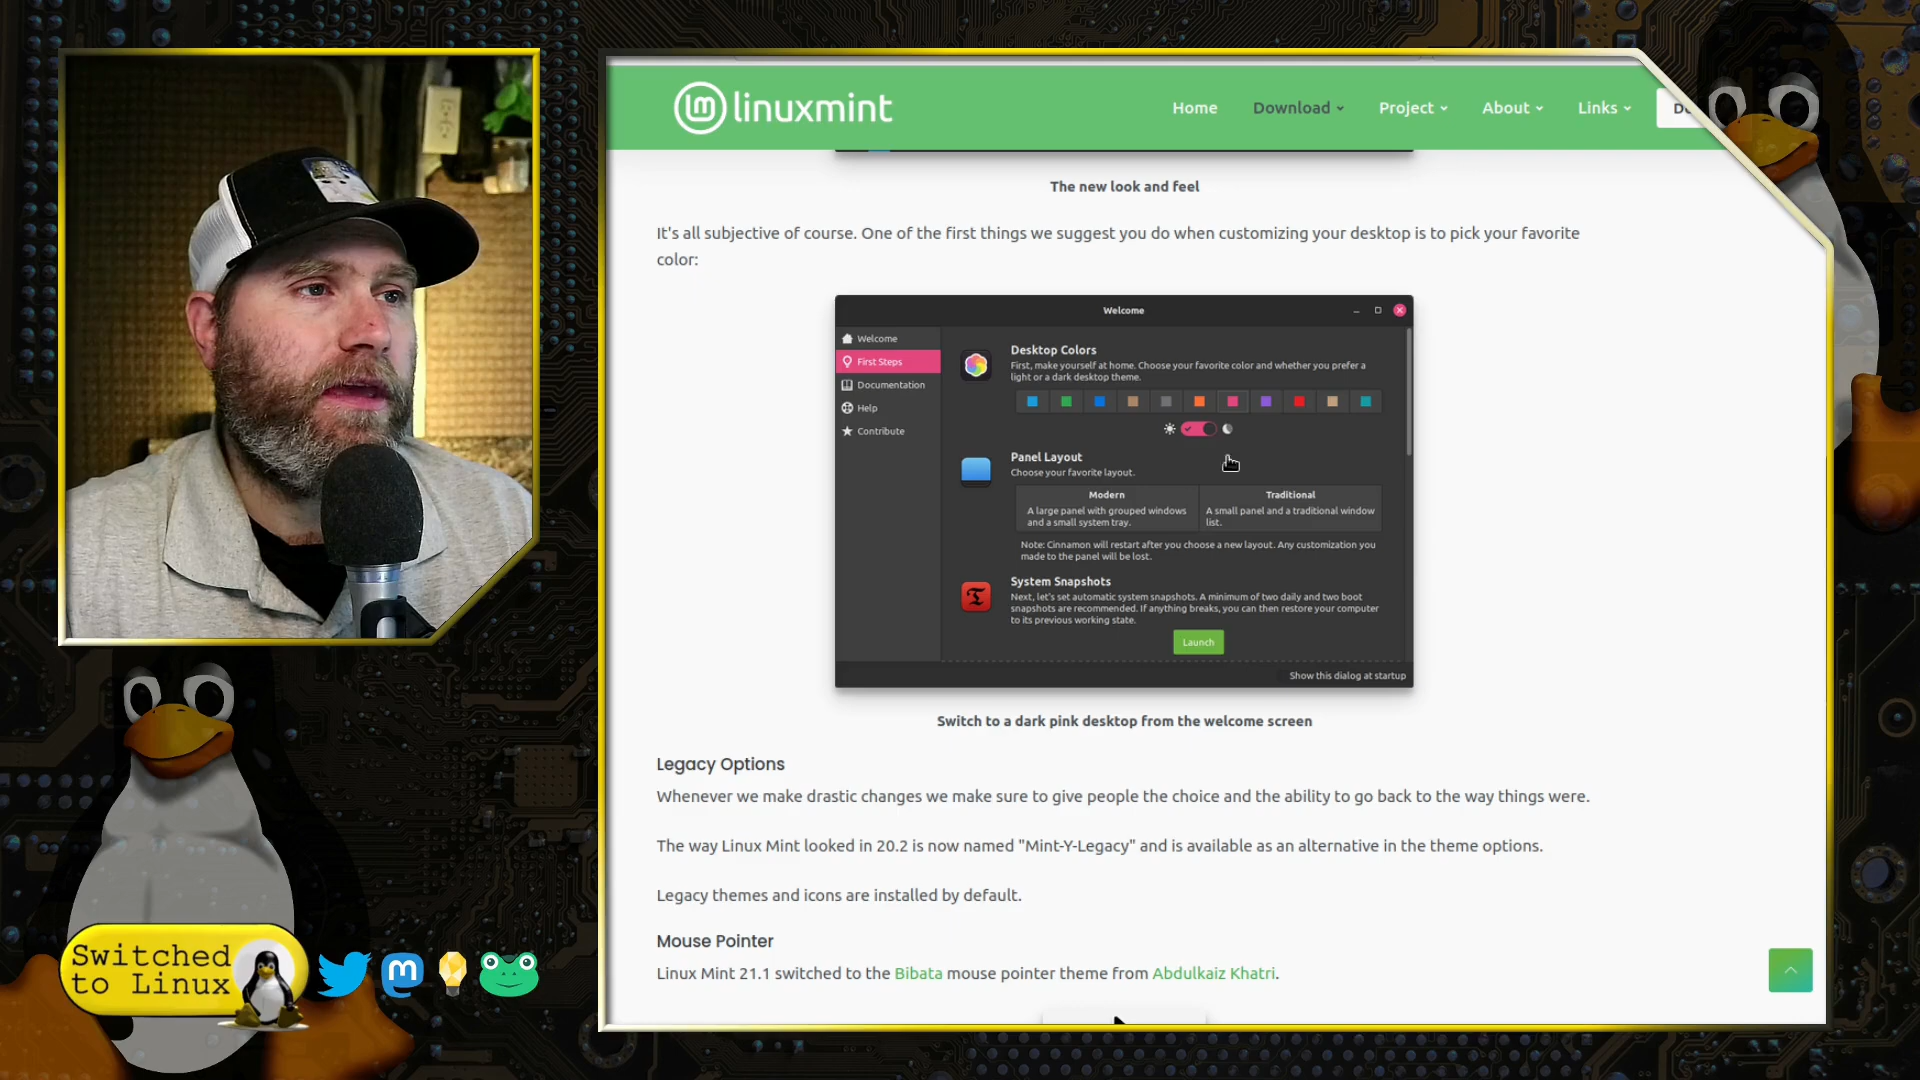 linuxmint
Home
Download
Project
About
Links
The new look and feel
It's all subjective of course. One of the first things we suggest you do when customizing your desktop is to pick your favorite
color:
Welcome
Welcome
First Steps
Documentation
Help
Contribute
Desktop Colors
First, make yourself at home. Choose your favorite color and whether you prefer a
light or a dark desktop theme.
Panel Layout
Choose your favorite layout.
Modern
A large panel with grouped windows
and a small system tray.
Traditional
A small panel and a traditional window
list.
Note: Cinnamon will restart after you choose a new layout. Any customization you
made to the panel will be lost.
System Snapshots
Next, let's set automatic system snapshots. A minimum of two daily and two boot
snapshots are recommended. If anything breaks, you can then restore your computer
to its previous working state.
Launch
Show this dialog at startup
Switch to a dark pink desktop from the welcome screen
Legacy Options
Whenever we make drastic changes we make sure to give people the choice and the ability to go back to the way things were.
The way Linux Mint looked in 20.2 is now named "Mint-Y-Legacy" and is available as an alternative in the theme options.
Legacy themes and icons are installed by default.
Mouse Pointer
Linux Mint 21.1 switched to the Bibata mouse pointer theme from Abdulkaiz Khatri.
Switched
to Linux